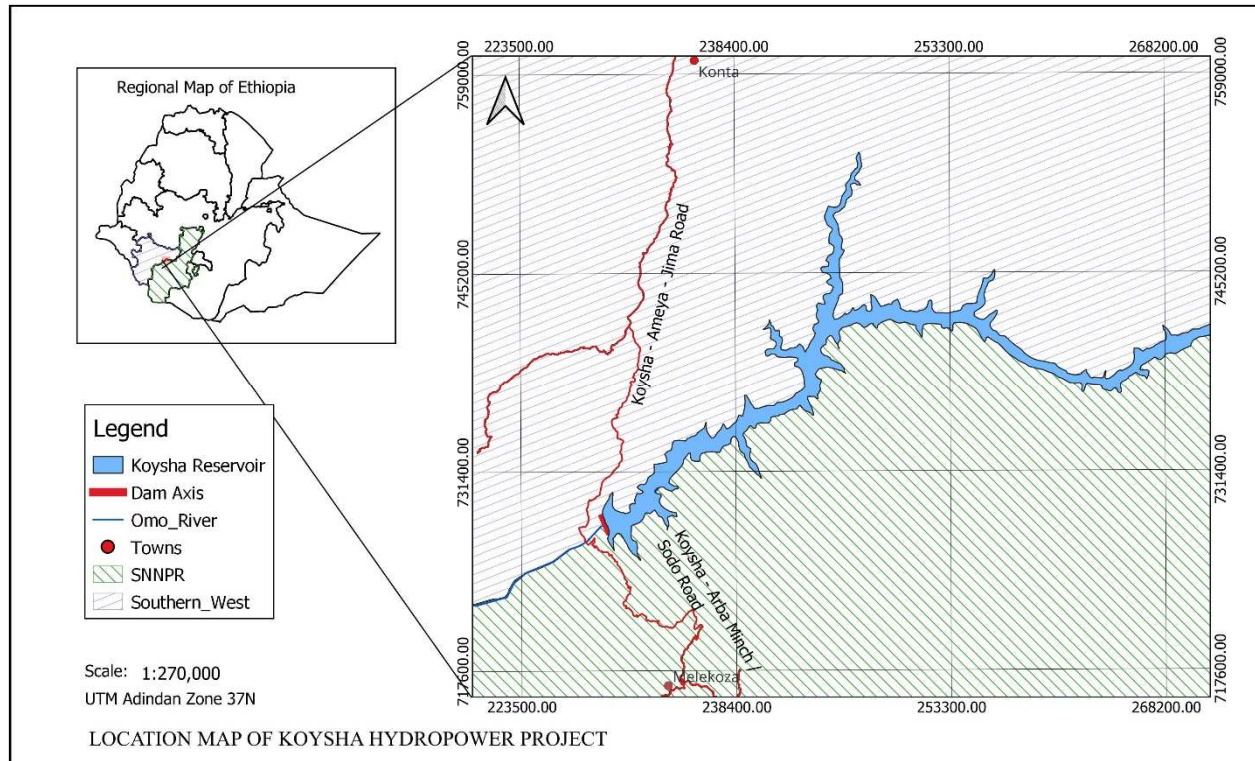 Regional Map of Ethiopia
Legend
Koysha Reservoir
Dam Axis
Omo_River
Towns
SNNPR
Southern_West
Scale: 1:270,000
UTM Adindan Zone 37N
LOCATION MAP OF KOYSHA HYDROPOWER PROJECT
223500.00 238400.00 253300.00 268200.00
759000.00
745200.00
731400.00
717600.00
Konta
Koysha - Ameya - Jima Road
Koysha - Arba Minch /
Sodo Road
Melekoza
759000.00
745200.00
731400.00
717600.00
223500.00 238400.00 253300.00 268200.00